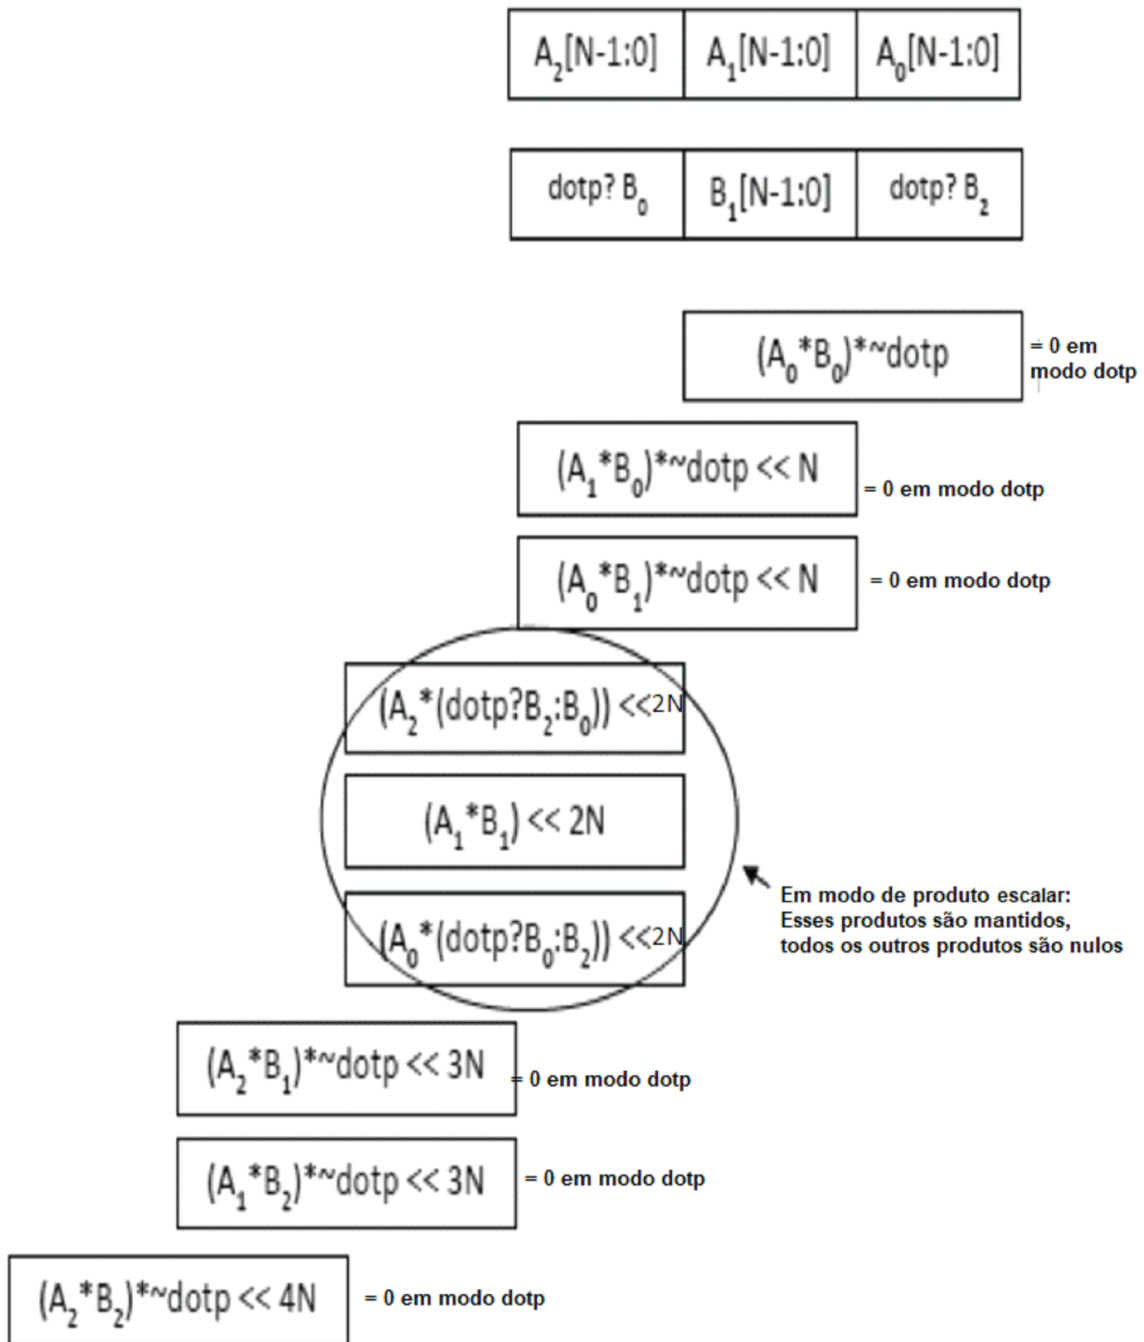 A₂[N-1:0] A₁[N-1:0] A₀[N-1:0]
dotp? B₀ B₁[N-1:0] dotp? B₂
(A₀*B₀)*~dotp
= 0 em
modo dotp
(A₁*B₀)*~dotp << N
= 0 em modo dotp
(A₀*B₁)*~dotp << N
= 0 em modo dotp
(A₂*(dotp?B₂:B₀)) <<2N
(A₁*B₁) << 2N
(A₀*(dotp?B₀:B₂)) <<2N
Em modo de produto escalar:
Esses produtos são mantidos,
todos os outros produtos são nulos
(A₂*B₁)*~dotp << 3N
= 0 em modo dotp
(A₁*B₂)*~dotp << 3N
= 0 em modo dotp
(A₂*B₂)*~dotp << 4N
= 0 em modo dotp